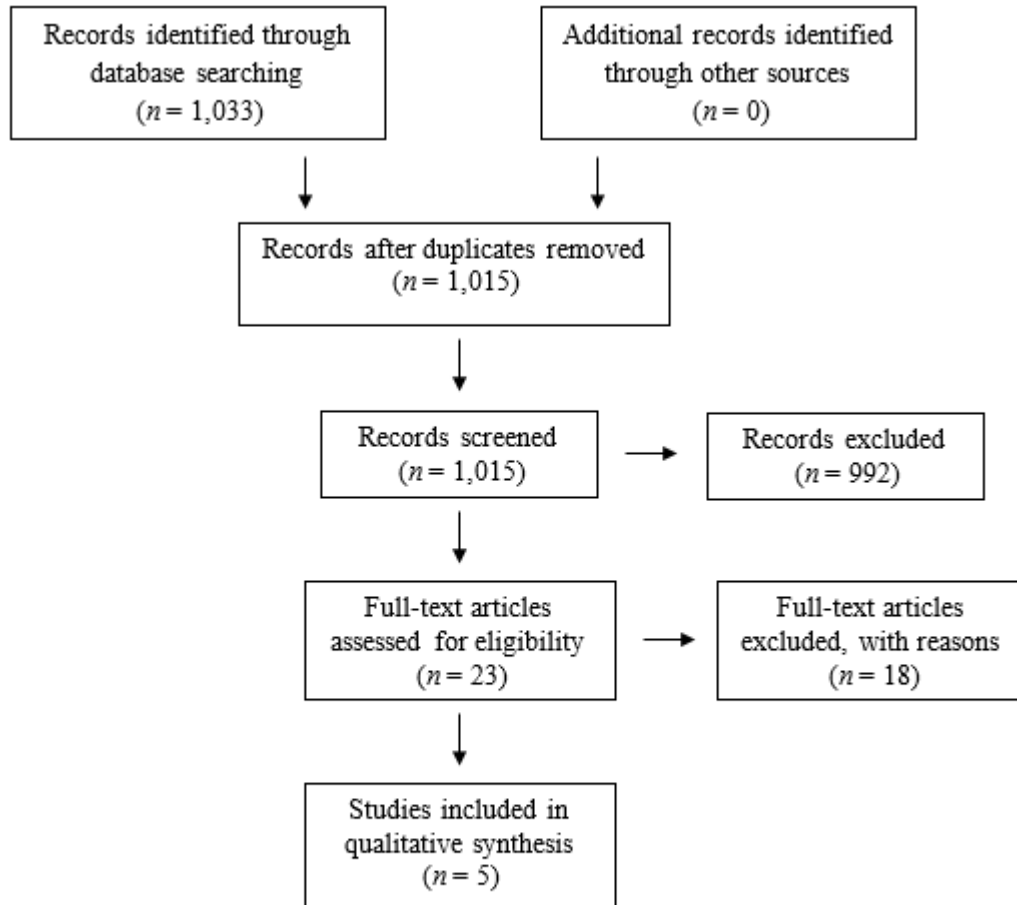 Records identified through
database searching
(n = 1,033)
Additional records identified
through other sources
(n = 0)
Records after duplicates removed
(n = 1,015)
Records screened
(n = 1,015)
Records excluded
(n = 992)
Full-text articles
assessed for eligibility
(n = 23)
Full-text articles
excluded, with reasons
(n = 18)
Studies included in
qualitative synthesis
(n = 5)